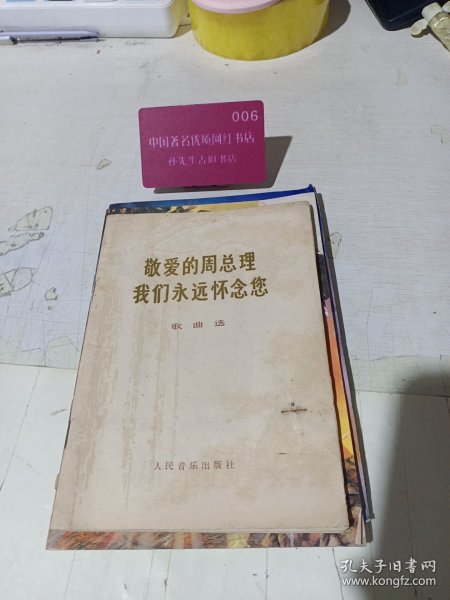 006
中国著名优质网红书店
孙先生古旧书店
敬爱的周总理
我们永远怀念您
歌曲选
人民音乐出版社
孔夫子旧书网
www.kongfz.com